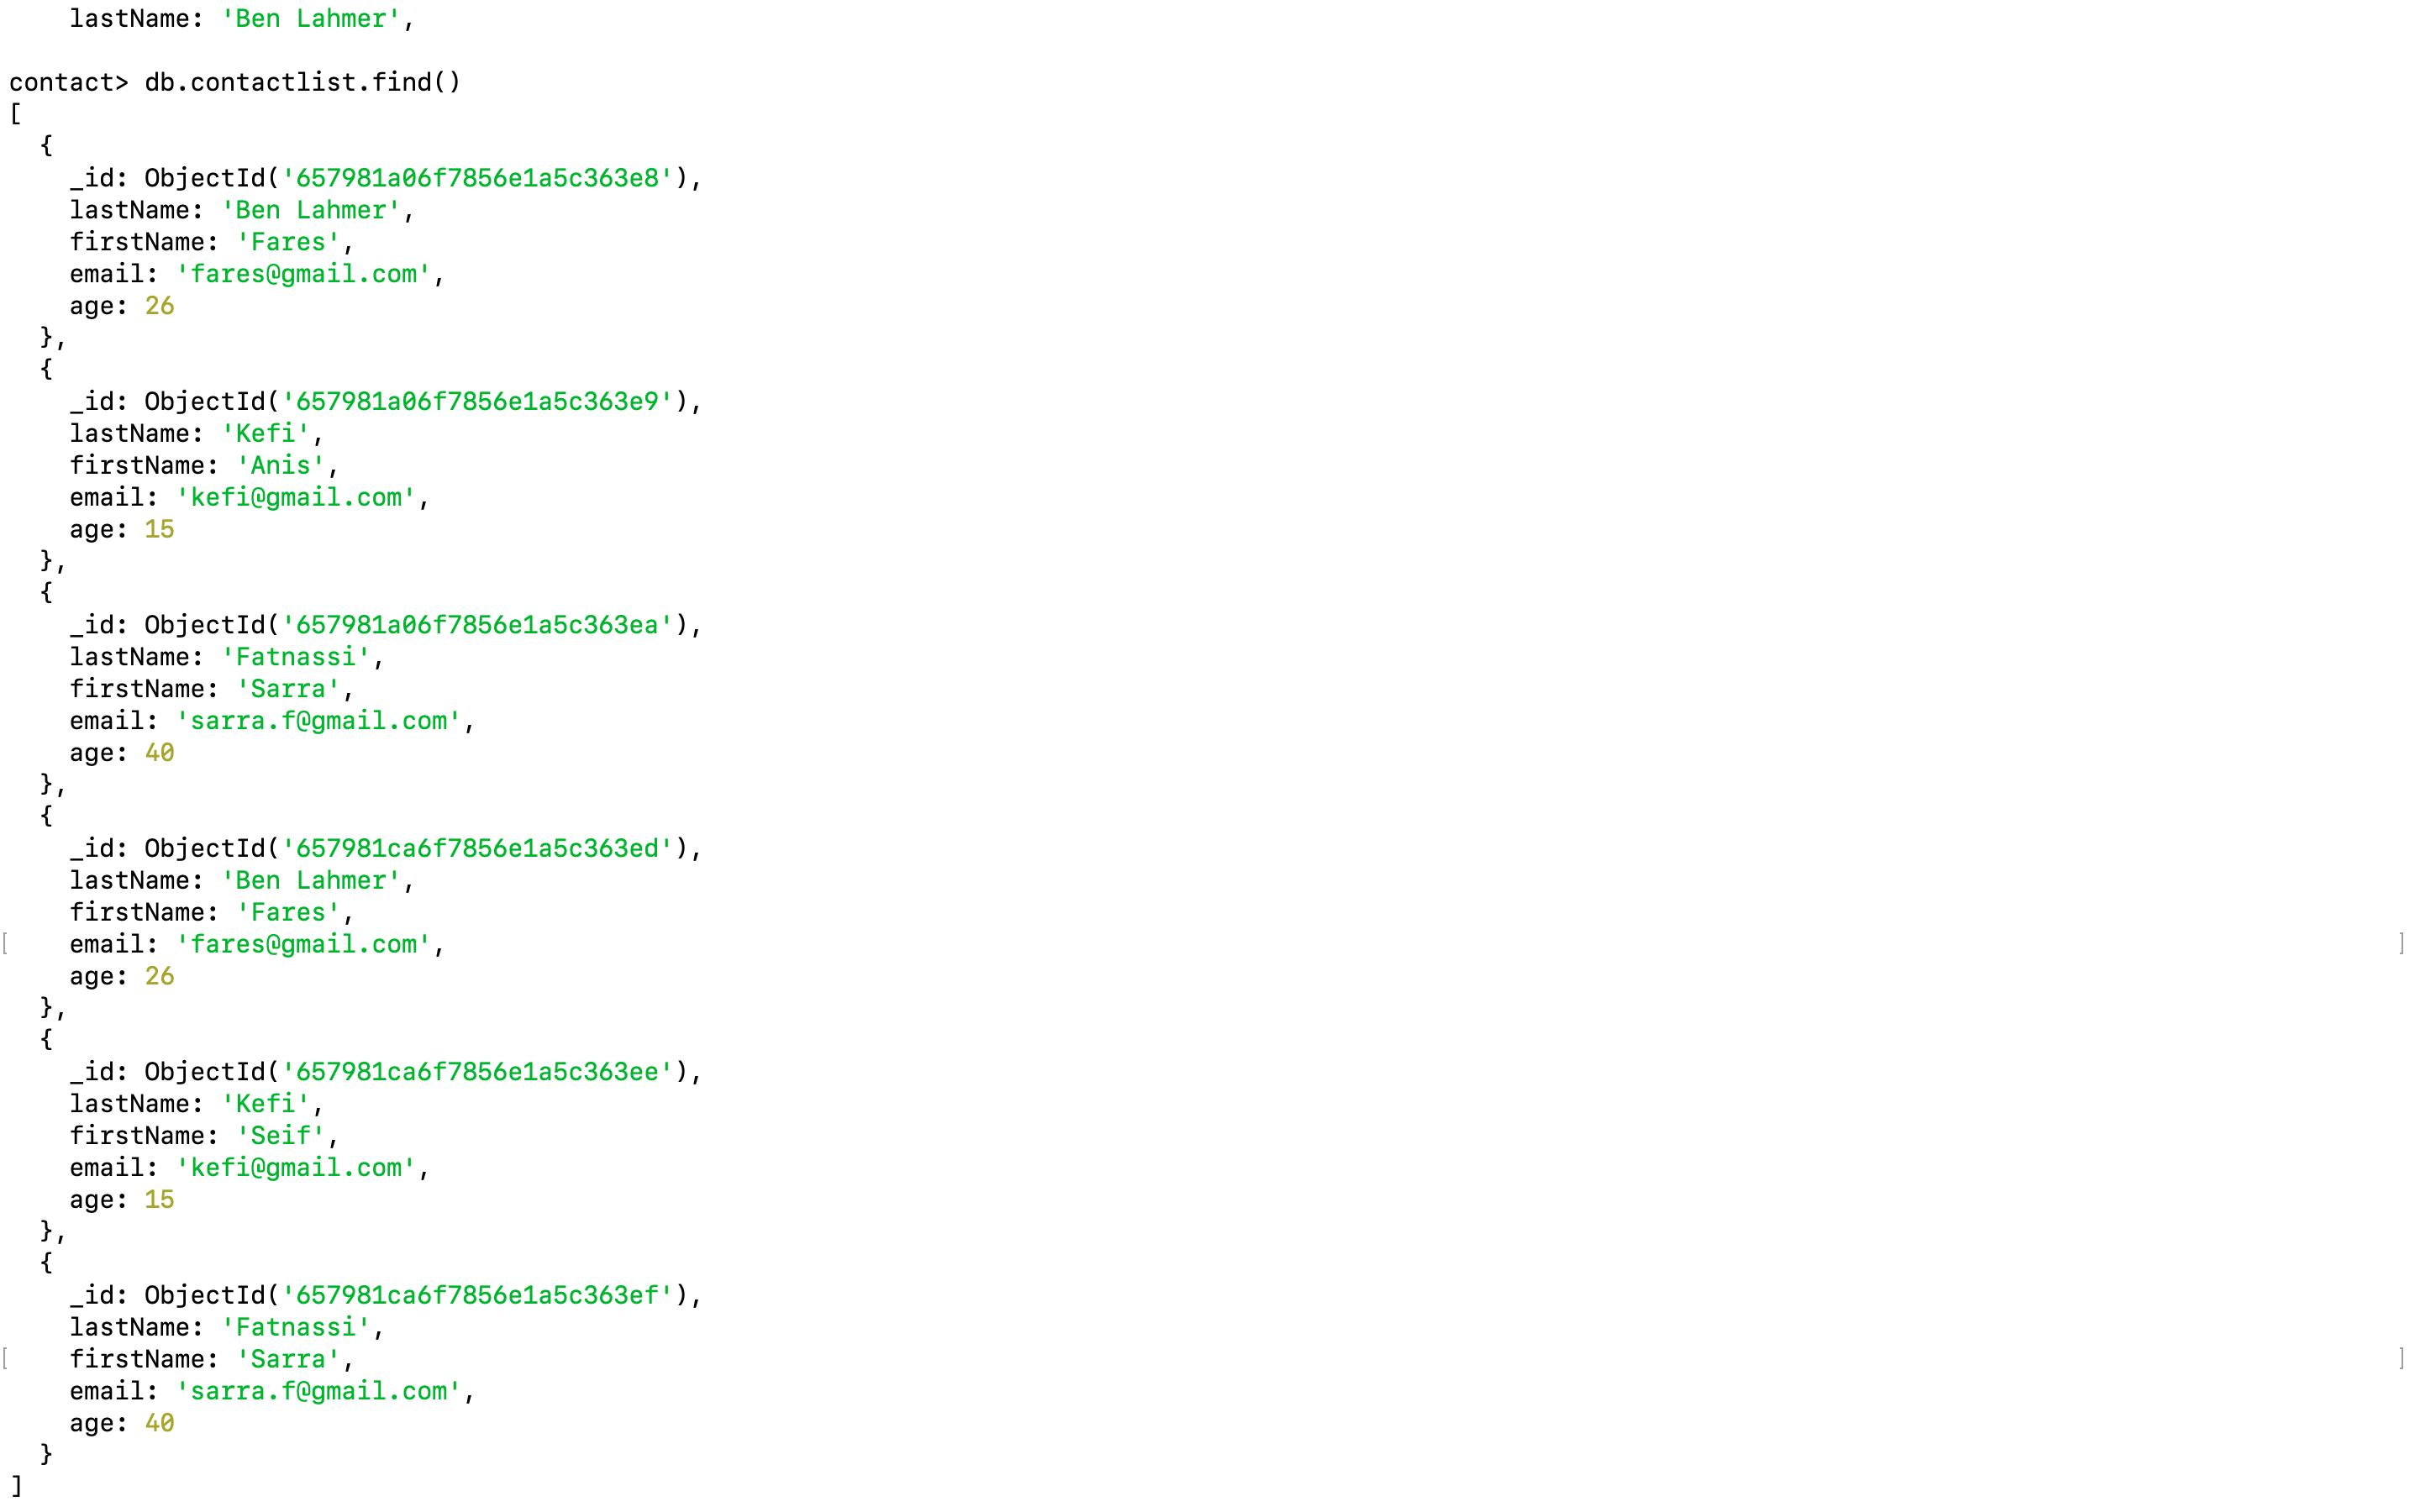 lastName: 'Ben Lahmer',

contact> db.contactlist.find()
[
  {
    _id: ObjectId('657981a06f7856e1a5c363e8'),
    lastName: 'Ben Lahmer',
    firstName: 'Fares',
    email: 'fares@gmail.com',
    age: 26
  },
  {
    _id: ObjectId('657981a06f7856e1a5c363e9'),
    lastName: 'Kefi',
    firstName: 'Anis',
    email: 'kefi@gmail.com',
    age: 15
  },
  {
    _id: ObjectId('657981a06f7856e1a5c363ea'),
    lastName: 'Fatnassi',
    firstName: 'Sarra',
    email: 'sarra.f@gmail.com',
    age: 40
  },
  {
    _id: ObjectId('657981ca6f7856e1a5c363ed'),
    lastName: 'Ben Lahmer',
    firstName: 'Fares',
[   email: 'fares@gmail.com', ]
    age: 26
  },
  {
    _id: ObjectId('657981ca6f7856e1a5c363ee'),
    lastName: 'Kefi',
    firstName: 'Seif',
    email: 'kefi@gmail.com',
    age: 15
  },
  {
    _id: ObjectId('657981ca6f7856e1a5c363ef'),
    lastName: 'Fatnassi',
[   firstName: 'Sarra', ]
    email: 'sarra.f@gmail.com',
    age: 40
  }
]